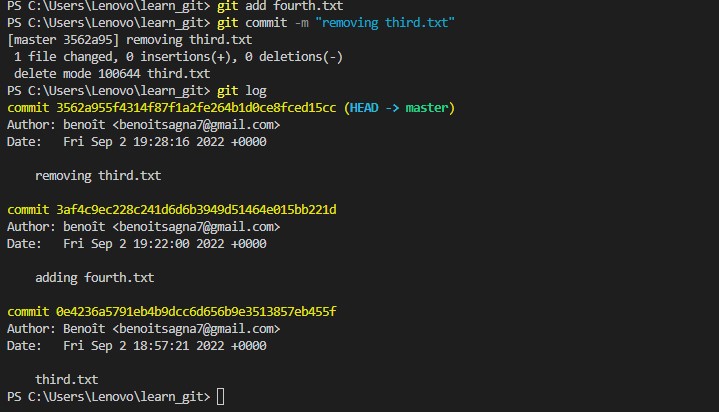 PS C:\Users\Lenovo\learn_git> git add fourth.txt
PS C:\Users\Lenovo\learn_git> git commit -m "removing third.txt"
[master 3562a95] removing third.txt
 1 file changed, 0 insertions(+), 0 deletions(-)
 delete mode 100644 third.txt
PS C:\Users\Lenovo\learn_git> git log
commit 3562a955f4314f87f1a2fe264b1d0ce8fced15cc (HEAD -> master)
Author: benoît <benoitsagna7@gmail.com>
Date:   Fri Sep 2 19:28:16 2022 +0000

    removing third.txt

commit 3af4c9ec228c241d6d6b3949d51464e015bb221d
Author: benoît <benoitsagna7@gmail.com>
Date:   Fri Sep 2 19:22:00 2022 +0000

    adding fourth.txt

commit 0e4236a5791eb4b9dcc6d656b9e3513857eb455f
Author: Benoît <benoitsagna7@gmail.com>
Date:   Fri Sep 2 18:57:21 2022 +0000

    third.txt
PS C:\Users\Lenovo\learn_git>